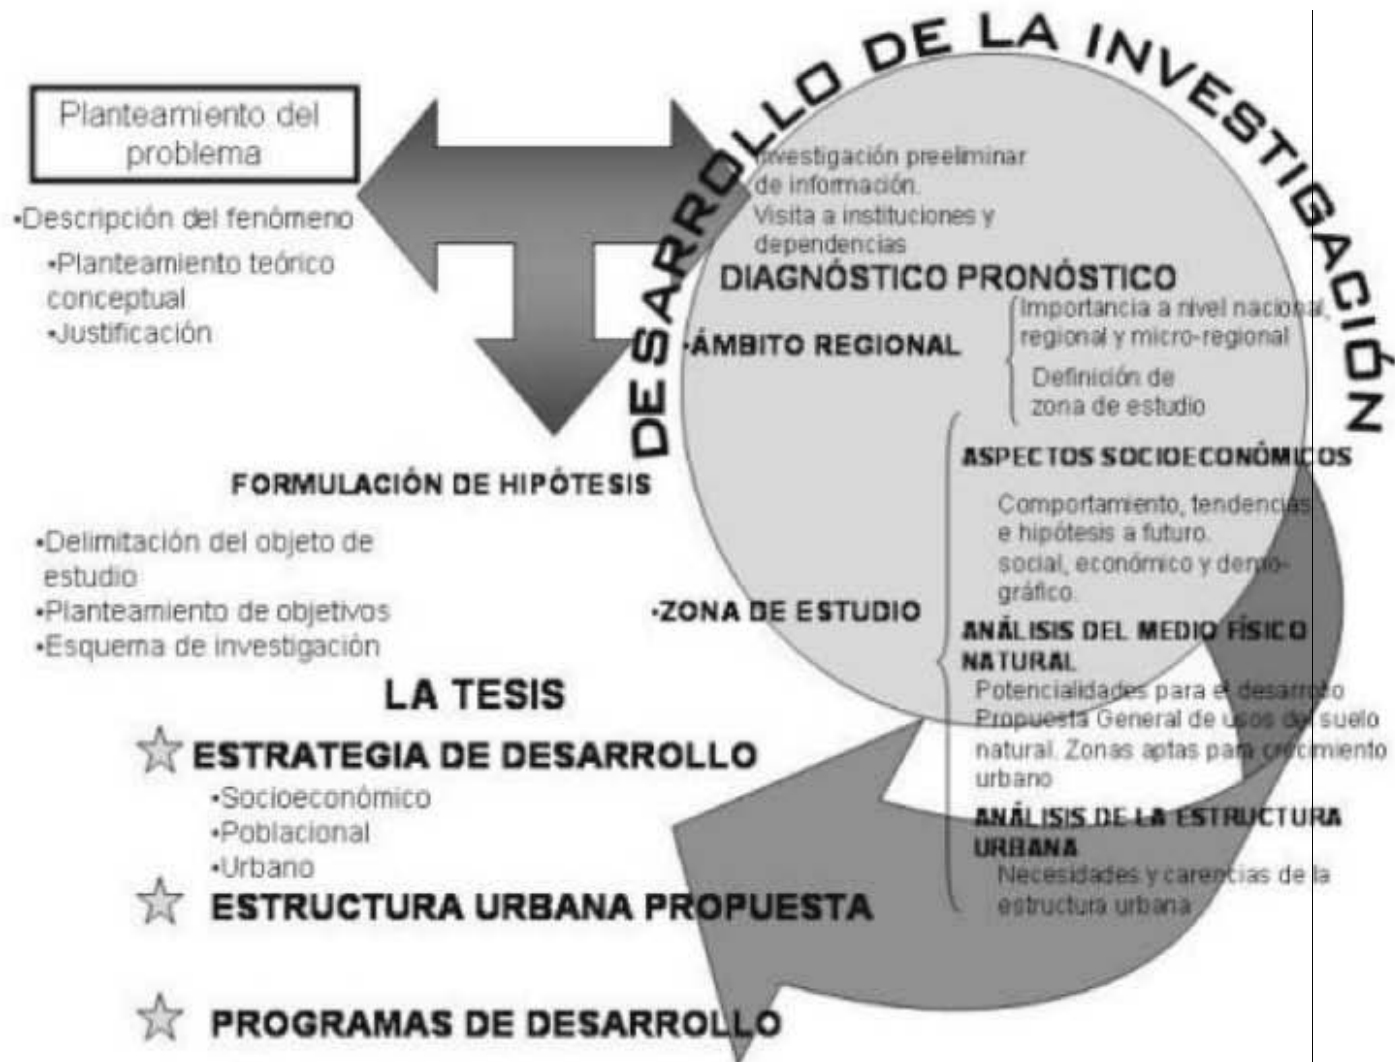 Planteamiento del
problema
•Descripción del fenómeno
•Planteamiento teórico
conceptual
•Justificación
DESARROLLO DE LA INVESTIGACIÓN
Investigación preeliminar
de información.
Visita a instituciones y
dependencias
DIAGNÓSTICO PRONÓSTICO
•ÁMBITO REGIONAL
Importancia a nivel nacional,
regional y micro-regional
Definición de
zona de estudio
FORMULACIÓN DE HIPÓTESIS
•Delimitación del objeto de
estudio
•Planteamiento de objetivos
•Esquema de investigación
•ZONA DE ESTUDIO
ASPECTOS SOCIOECONÓMICOS
Comportamiento, tendencias
e hipótesis a futuro.
social, económico y demo-
gráfico.
ANÁLISIS DEL MEDIO FÍSICO
NATURAL
Potencialidades para el desarrollo
Propuesta General de usos del suelo
natural. Zonas aptas para crecimiento
urbano
ANÁLISIS DE LA ESTRUCTURA
URBANA
Necesidades y carencias de la
estructura urbana
LA TESIS
ESTRATEGIA DE DESARROLLO
•Socioeconómico
•Poblacional
•Urbano
ESTRUCTURA URBANA PROPUESTA
PROGRAMAS DE DESARROLLO